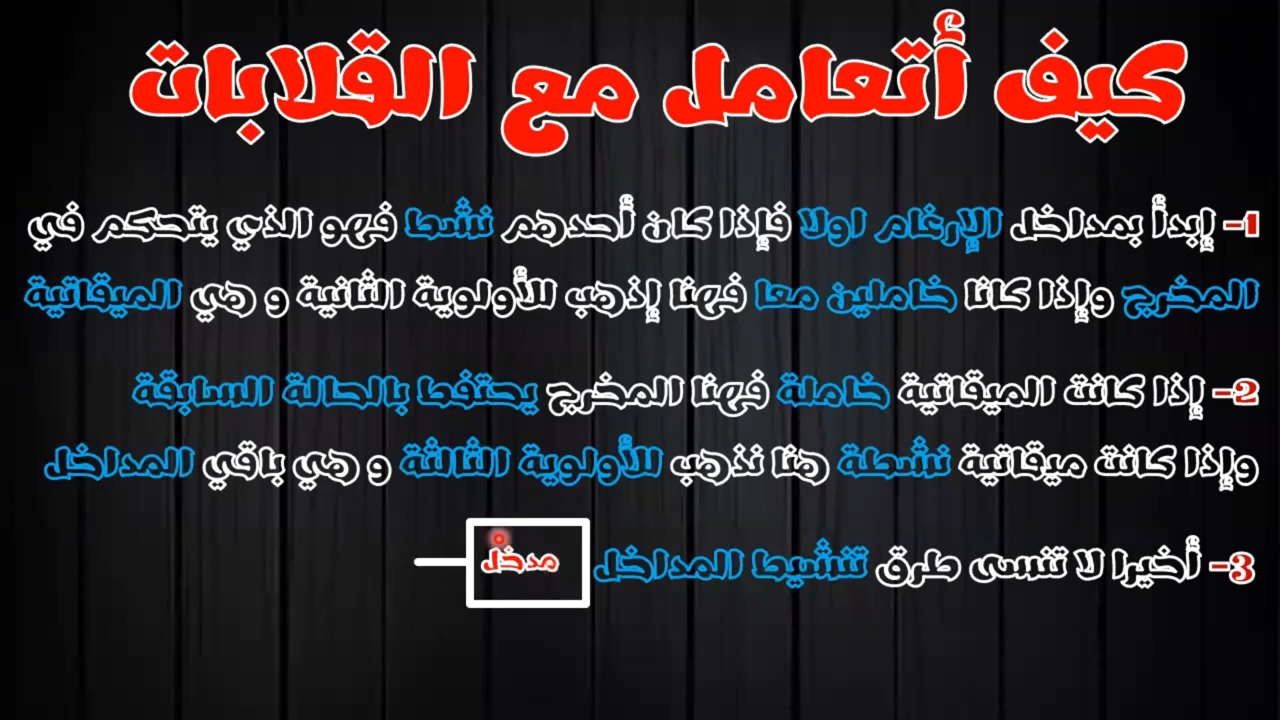 كيف أتعامل مع القلابات
1- إبدأ بمداخل الإرغام اولا فإذا كان أحدهم نشط فهو الذي يتحكم في
المخرج وإذا كانا خاملين معا فهنا إذهب للأولوية الثانية و هي الميقاتية
2- إذا كانت الميقاتية خاملة فهنا المخرج يحتفط بالحالة السابقة
وإذا كانت ميقاتية نشطة هنا نذهب للأولوية الثالثة و هي باقي المداخل
3- أخيرا لا تنسى طرق تنشيط المداخل
مدخل